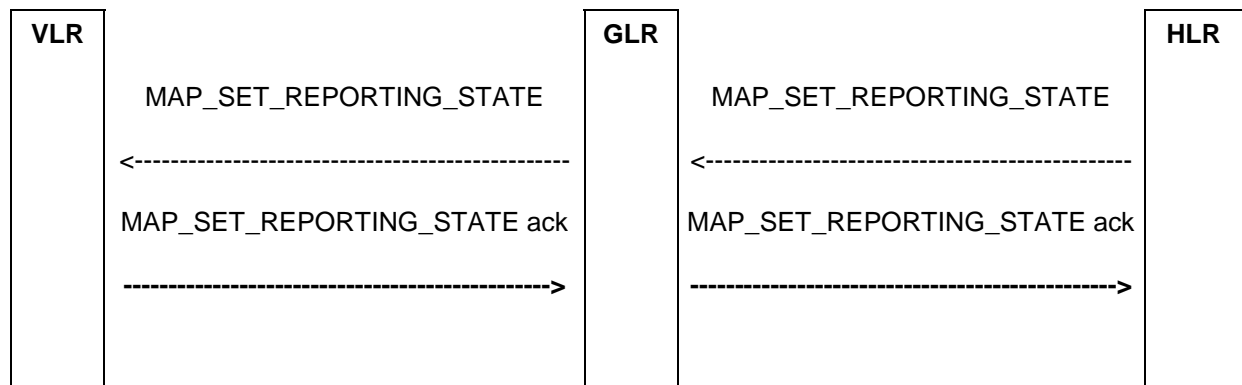 VLR GLR HLR
MAP_SET_REPORTING_STATE MAP_SET_REPORTING_STATE
<------------------------------------------------- <------------------------------------------------
MAP_SET_REPORTING_STATE ack MAP_SET_REPORTING_STATE ack
------------------------------------------------> ------------------------------------------------>